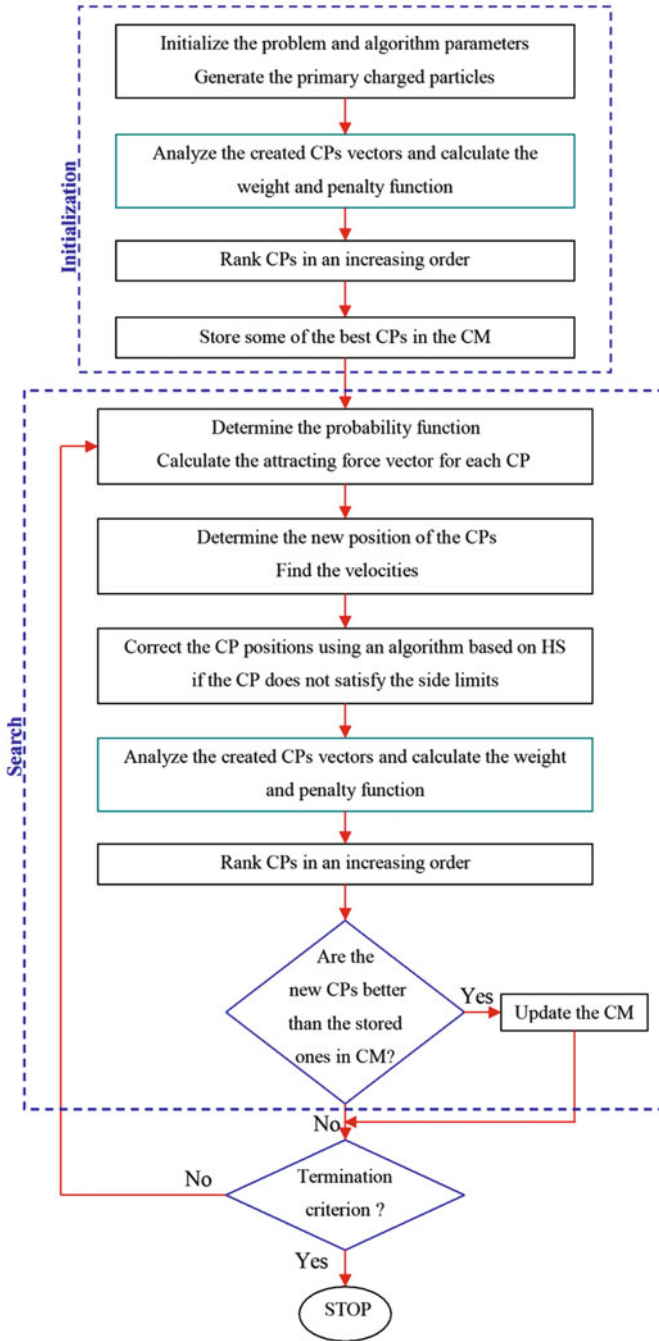 Initialization
Initialize the problem and algorithm parameters
Generate the primary charged particles
Analyze the created CPs vectors and calculate the
weight and penalty function
Rank CPs in an increasing order
Store some of the best CPs in the CM
Search
Determine the probability function
Calculate the attracting force vector for each CP
Determine the new position of the CPs
Find the velocities
Correct the CP positions using an algorithm based on HS
if the CP does not satisfy the side limits
Analyze the created CPs vectors and calculate the weight
and penalty function
Rank CPs in an increasing order
Are the
new CPs better
than the stored
ones in CM?
Yes
Update the CM
No
Termination
criterion ?
No
Yes
STOP